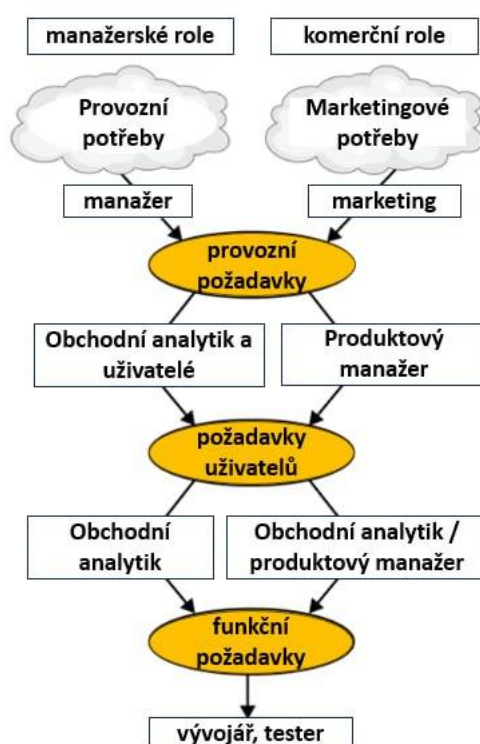 manažerské role
komerční role
Provozní
potřeby
Marketingové
potřeby
manažer
marketing
provozní
požadavky
Obchodní analytik a
uživatelé
Produktový
manažer
požadavky
uživatelů
Obchodní
analytik
Obchodní analytik /
produktový manažer
funkční
požadavky
vývojář, tester